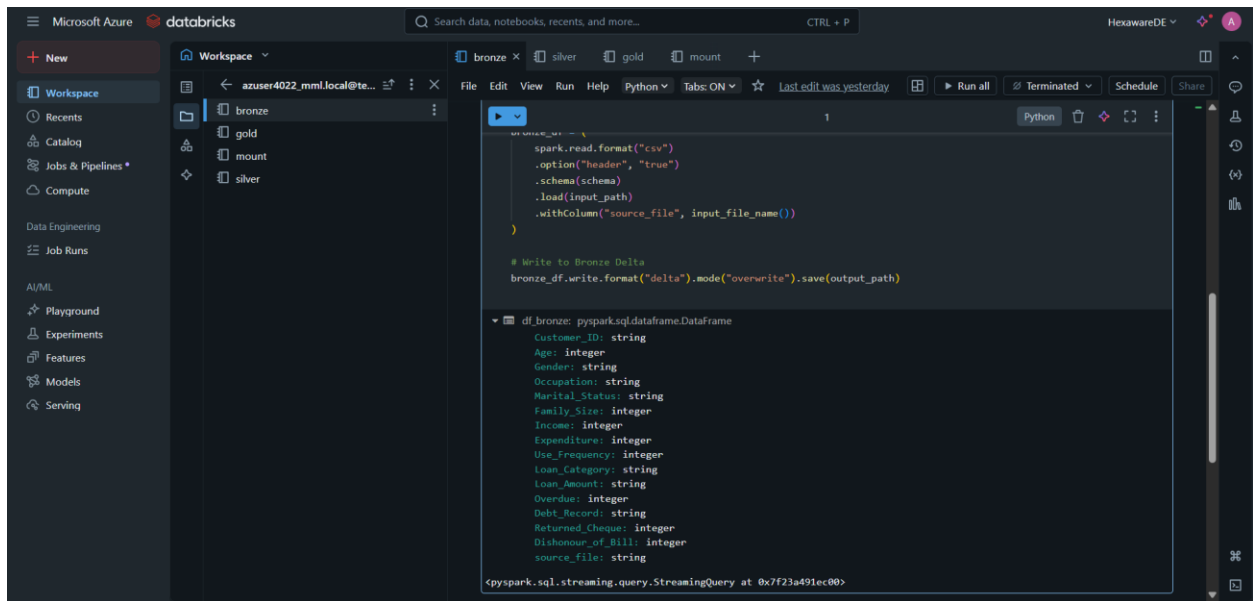 Microsoft Azure databricks Search data, notebooks, recents, and more... CTRL + P HexawareDE A
New
Workspace
Recents
Catalog
Jobs & Pipelines
Compute
Data Engineering
Job Runs
AI/ML
Playground
Experiments
Features
Models
Serving
Workspace
azuser4022_mml.local@te...
bronze
gold
mount
silver
bronze silver gold mount
File Edit View Run Help Python Tabs: ON Last edit was yesterday Run all Terminated Schedule Share
1 Python
bronze_df = (
spark.read.format("csv")
.option("header", "true")
.schema(schema)
.load(input_path)
.withColumn("source_file", input_file_name())
)
# Write to Bronze Delta
bronze_df.write.format("delta").mode("overwrite").save(output_path)
df_bronze: pyspark.sql.dataframe.DataFrame
Customer_ID: string
Age: integer
Gender: string
Occupation: string
Marital_Status: string
Family_Size: integer
Income: integer
Expenditure: integer
Use_Frequency: integer
Loan_Category: string
Loan_Amount: string
Overdue: integer
Debt_Record: string
Returned_Cheque: integer
Dishonour_of_Bill: integer
source_file: string
<pyspark.sql.streaming.query.StreamingQuery at 0x7f23a491ec00>